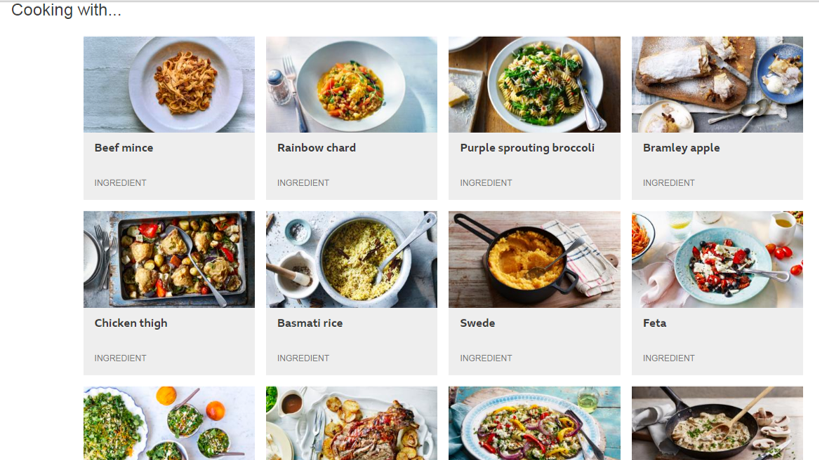 Cooking with...
Beef mince
Rainbow chard
Purple sprouting broccoli
Bramley apple
INGREDIENT
INGREDIENT
INGREDIENT
INGREDIENT
Chicken thigh
Basmati rice
Swede
Feta
INGREDIENT
INGREDIENT
INGREDIENT
INGREDIENT